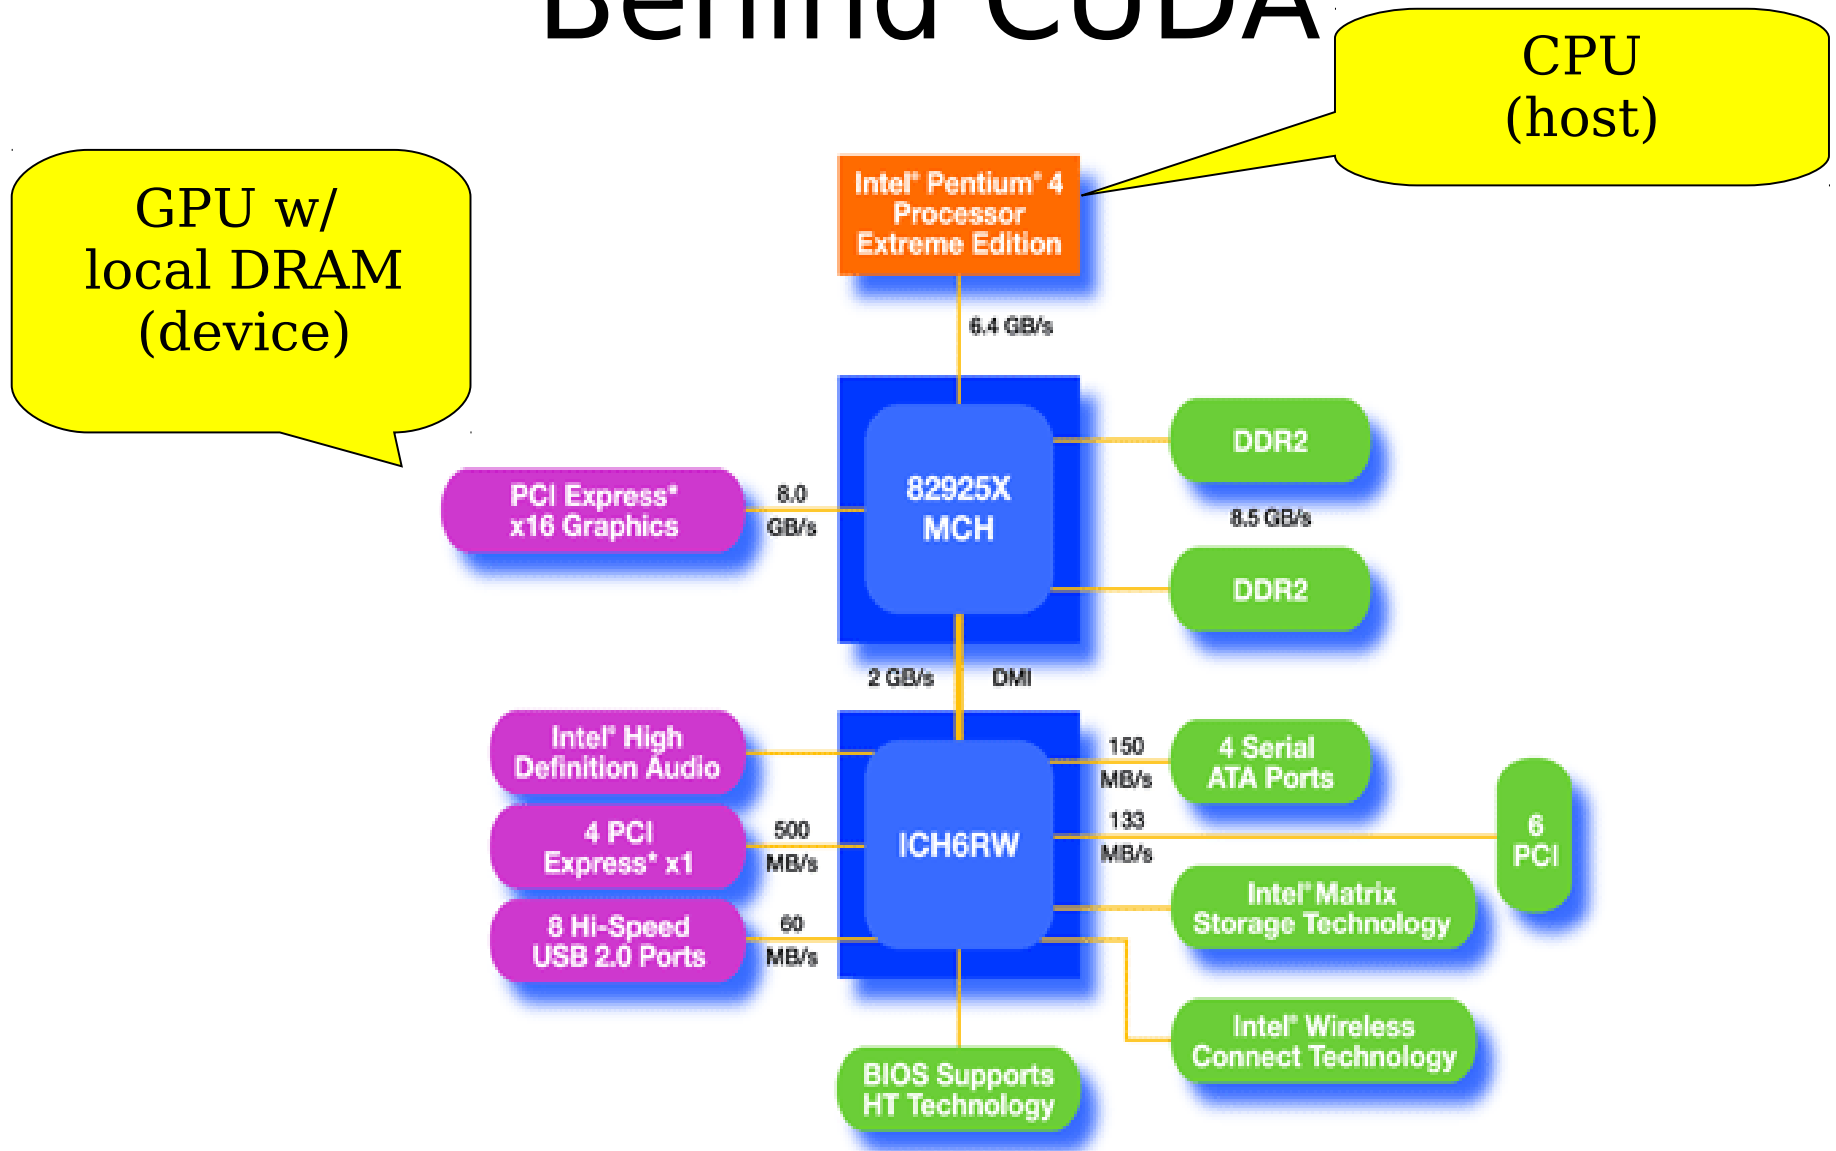 Behind CUDA
CPU
(host)
GPU w/
local DRAM
(device)
Intel® Pentium® 4
Processor
Extreme Edition
6.4 GB/s
82925X
MCH
DDR2
8.5 GB/s
DDR2
PCI Express*
x16 Graphics
8.0
GB/s
2 GB/s
DMI
Intel® High
Definition Audio
4 PCI
Express* x1
500
MB/s
8 Hi-Speed
USB 2.0 Ports
60
MB/s
ICH6RW
150
MB/s
4 Serial
ATA Ports
133
MB/s
6
PCI
Intel® Matrix
Storage Technology
Intel® Wireless
Connect Technology
BIOS Supports
HT Technology